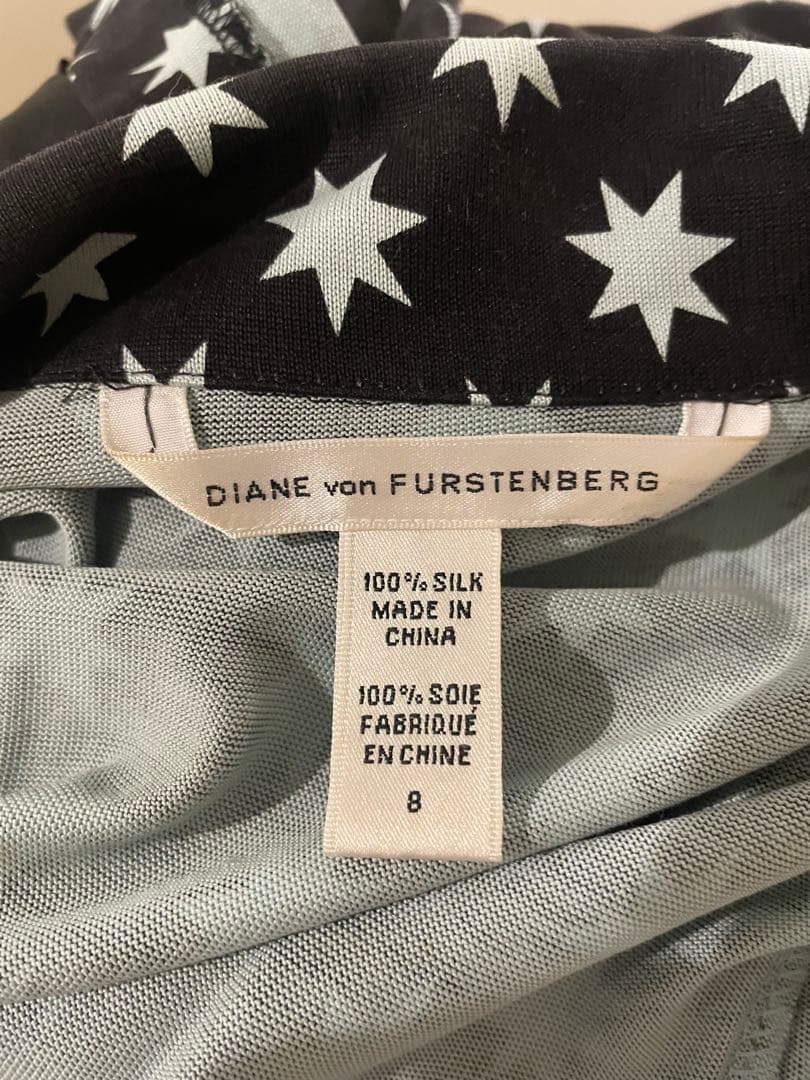 DIANE von FURSTENBERG
100% SILK
MADE IN
CHINA
100% SOIE
FABRIQUÉ
EN CHINE
8